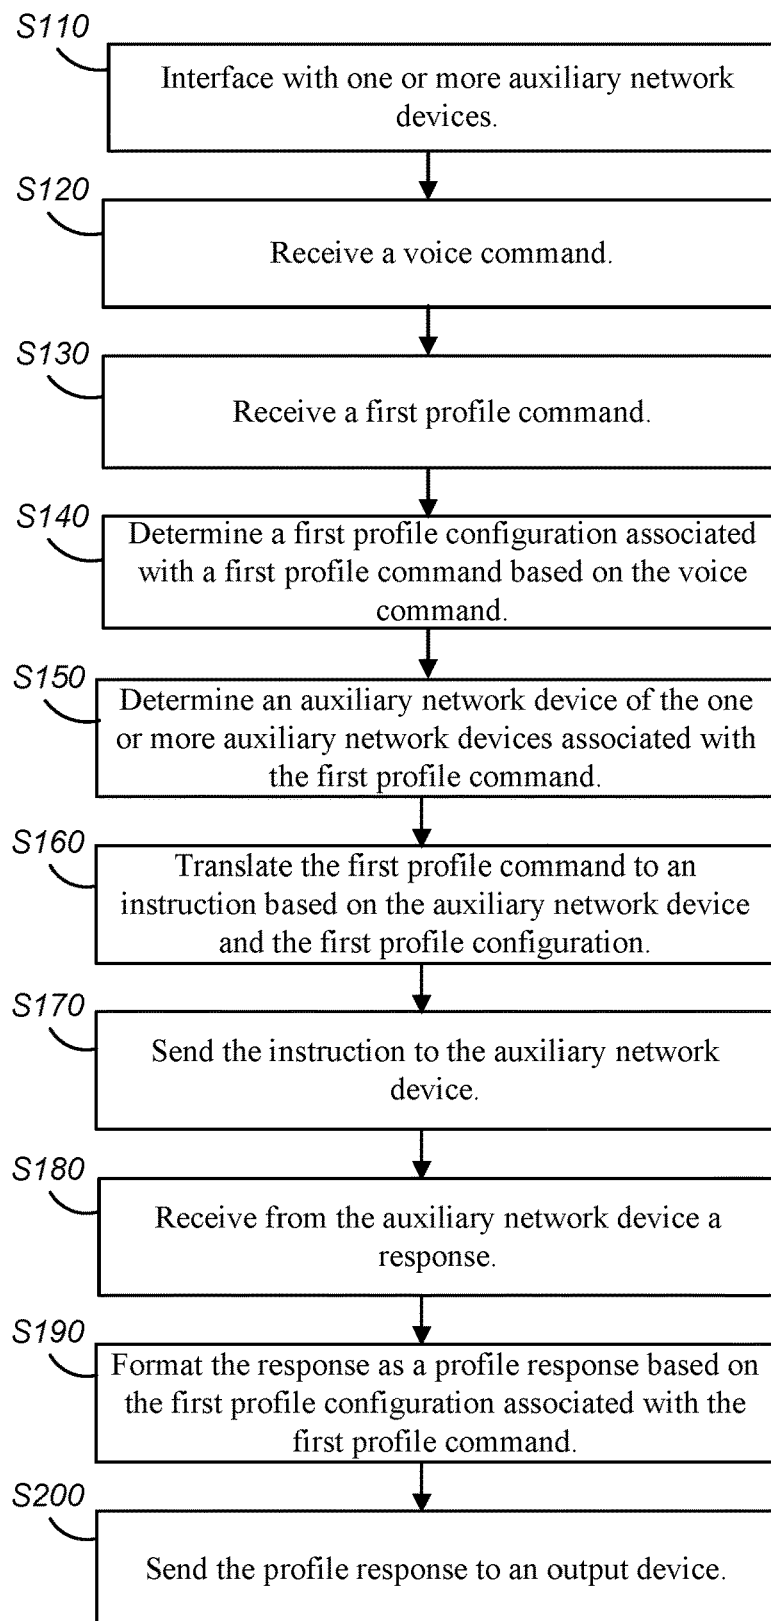 S110
Interface with one or more auxiliary network
devices.
S120
Receive a voice command.
S130
Receive a first profile command.
S140
Determine a first profile configuration associated
with a first profile command based on the voice
command.
S150
Determine an auxiliary network device of the one
or more auxiliary network devices associated with
the first profile command.
S160
Translate the first profile command to an
instruction based on the auxiliary network device
and the first profile configuration.
S170
Send the instruction to the auxiliary network
device.
S180
Receive from the auxiliary network device a
response.
S190
Format the response as a profile response based on
the first profile configuration associated with the
first profile command.
S200
Send the profile response to an output device.